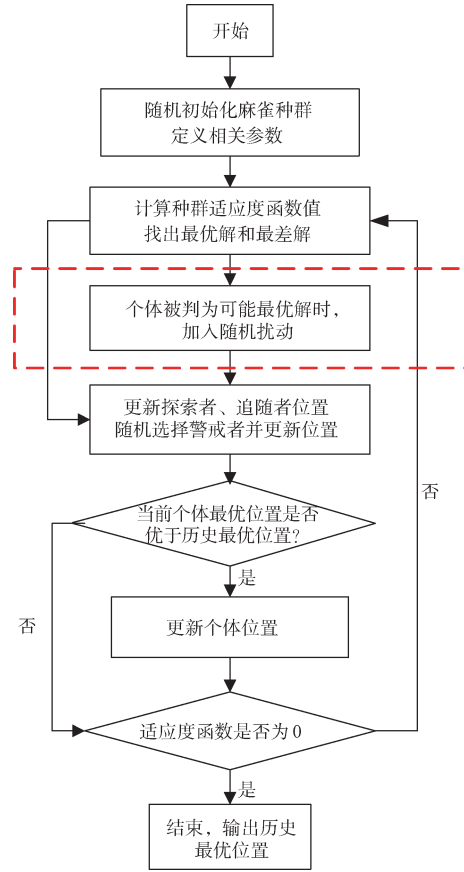 开始
随机初始化麻雀种群
定义相关参数
计算种群适应度函数值
找出最优解和最差解
个体被判为可能最优解时，
加入随机扰动
更新探索者、追随者位置
随机选择警戒者并更新位置
当前个体最优位置是否
优于历史最优位置？
否
是
否
更新个体位置
适应度函数是否为0
是
结束，输出历史
最优位置